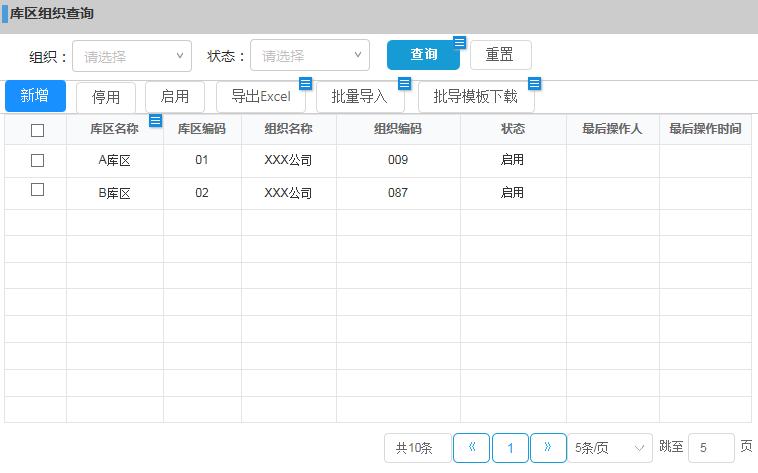 库区组织查询
组织： 请选择 状态： 请选择 查询 重置
新增 停用 启用 导出Excel 批量导入 批导模板下载
库区名称 库区编码 组织名称 组织编码 状态 最后操作人 最后操作时间
A库区 01 XXX公司 009 启用
B库区 02 XXX公司 087 启用
共10条 《 1 》 5条/页 跳至 5 页